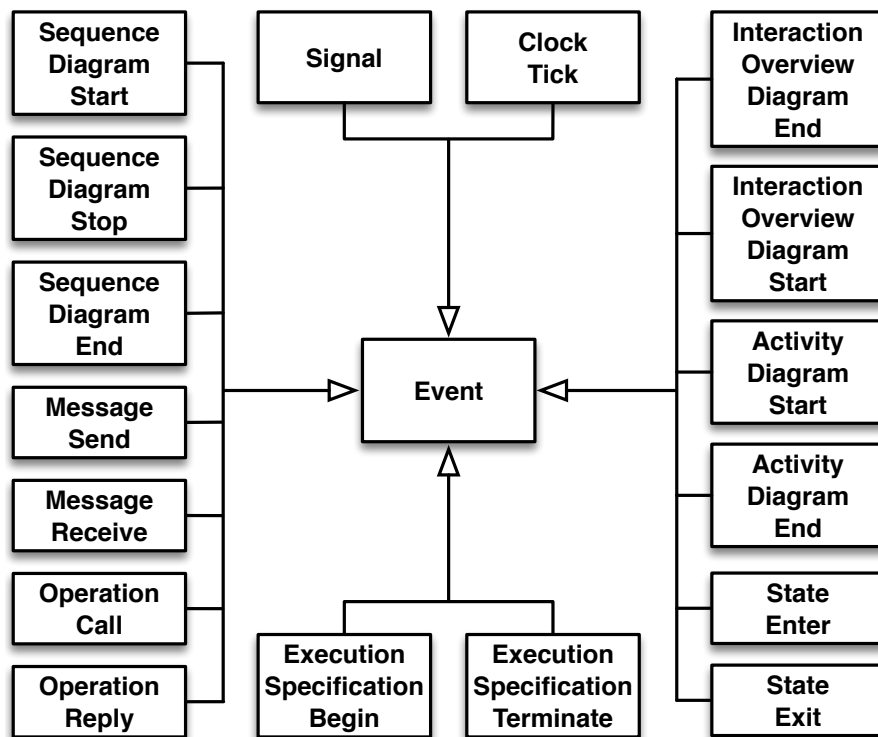 Sequence
Diagram
Start
Sequence
Diagram
Stop
Sequence
Diagram
End
Message
Send
Message
Receive
Operation
Call
Operation
Reply
Signal
Clock
Tick
Event
Execution
Specification
Begin
Execution
Specification
Terminate
Interaction
Overview
Diagram
End
Interaction
Overview
Diagram
Start
Activity
Diagram
Start
Activity
Diagram
End
State
Enter
State
Exit